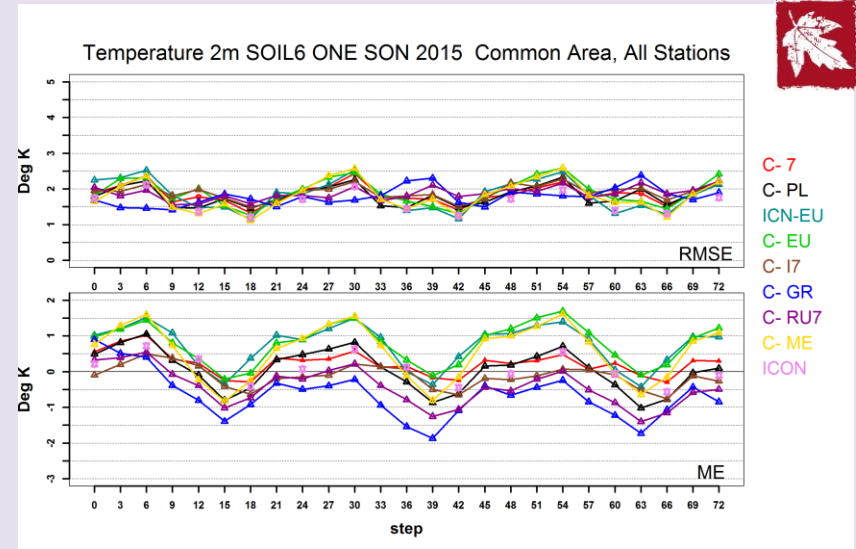 Temperature 2m SOIL6 ONE SON 2015 Common Area, All Stations
Deg K
5
4
3
2
1
0
RMSE
0 3 6 9 12 15 18 21 24 27 30 33 36 39 42 45 48 51 54 57 60 63 66 69 72
Deg K
2
1
0
-1
-2
-3
ME
0 3 6 9 12 15 18 21 24 27 30 33 36 39 42 45 48 51 54 57 60 63 66 69 72
step
C- 7
C- PL
ICN-EU
C- EU
C- I7
C- GR
C- RU7
C- ME
ICON